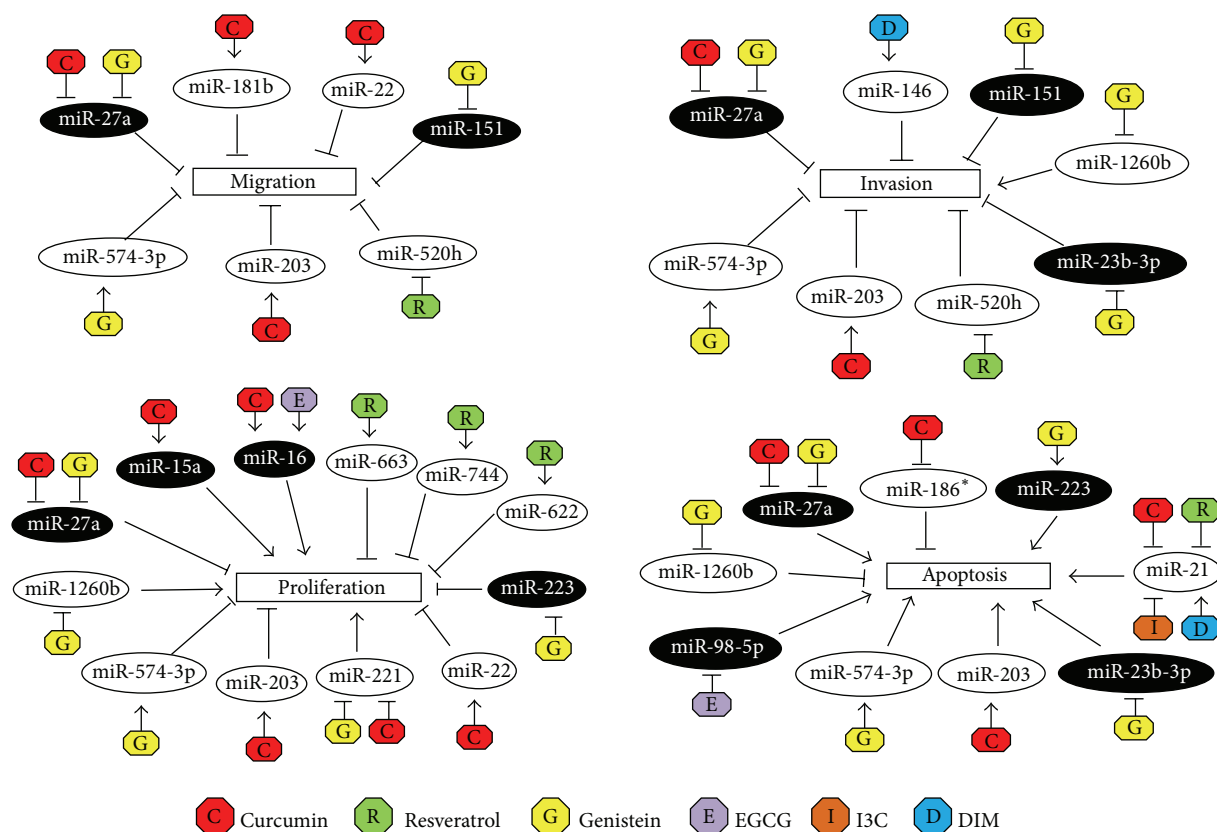 C
C
C
G
miR-181b
miR-22
G
miR-27a
miR-151
Migration
miR-574-3p
miR-203
miR-520h
G
C
R
D
G
C
G
miR-146
miR-151
G
miR-27a
miR-1260b
Invasion
miR-574-3p
miR-203
miR-520h
miR-23b-3p
G
C
R
G
C
C
E
R
R
R
C
G
miR-15a
miR-16
miR-663
miR-744
miR-622
miR-27a
miR-1260b
Proliferation
miR-223
G
G
miR-574-3p
miR-203
miR-221
miR-22
G
C
G
C
C
C
G
C
G
miR-186*
miR-223
miR-27a
G
C
R
miR-1260b
Apoptosis
miR-21
I
D
miR-98-5p
miR-574-3p
miR-203
miR-23b-3p
E
G
C
G
C Curcumin
R Resveratrol
G Genistein
E EGCG
I I3C
D DIM